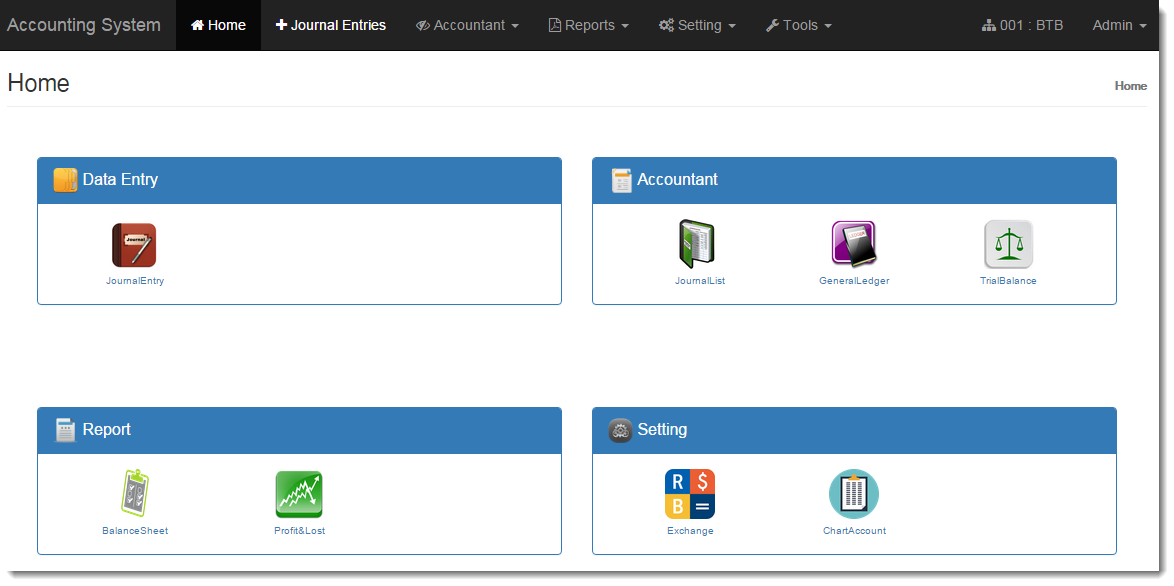 Accounting System Home Journal Entries Accountant Reports Setting Tools 001 : BTB Admin
Home Home
Data Entry
Journal
JournalEntry
Accountant
JournalList GeneralLedger TrialBalance
Report
BalanceSheet Profit&Lost
Setting
R $
B =
Exchange ChartAccount